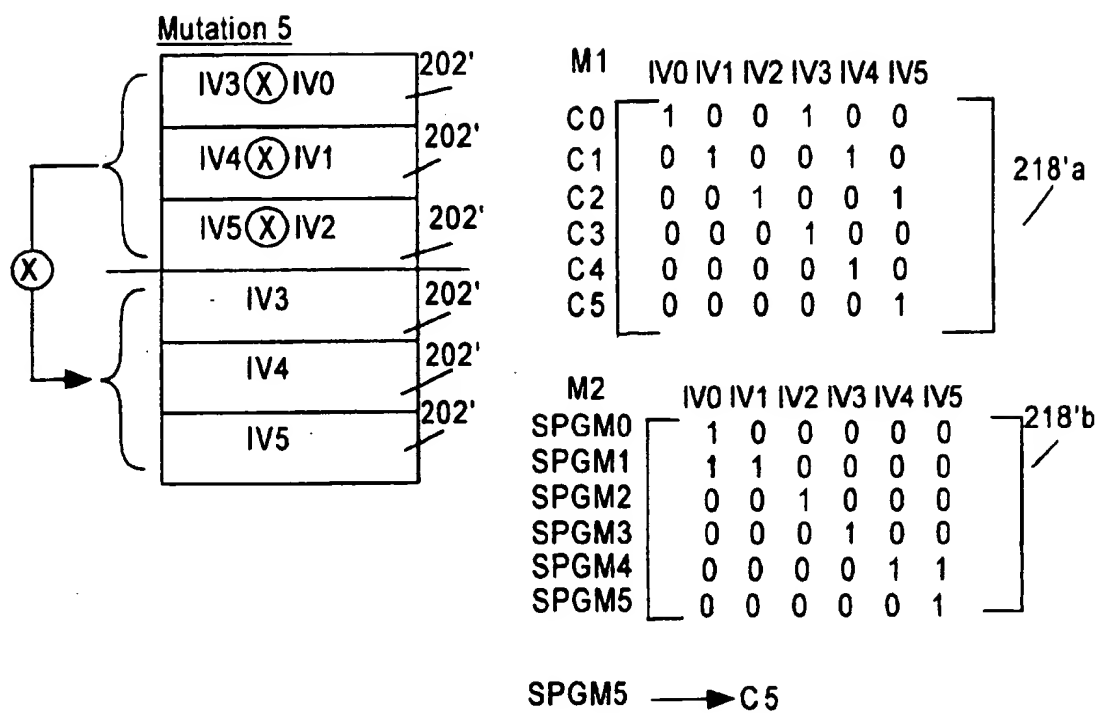 Mutation 5
IV3 X IV0
202'
IV4 X IV1
202'
IV5 X IV2
202'
X
IV3
202'
IV4
202'
IV5
202'
M1 IV0 IV1 IV2 IV3 IV4 IV5
C0 1 0 0 1 0 0
C1 0 1 0 0 1 0
C2 0 0 1 0 0 1
C3 0 0 0 1 0 0
C4 0 0 0 0 1 0
C5 0 0 0 0 0 1
218'a
M2 IV0 IV1 IV2 IV3 IV4 IV5
SPGM0 1 0 0 0 0 0
SPGM1 1 1 0 0 0 0
SPGM2 0 0 1 0 0 0
SPGM3 0 0 0 1 0 0
SPGM4 0 0 0 0 1 1
SPGM5 0 0 0 0 0 1
218'b
SPGM5 → C5